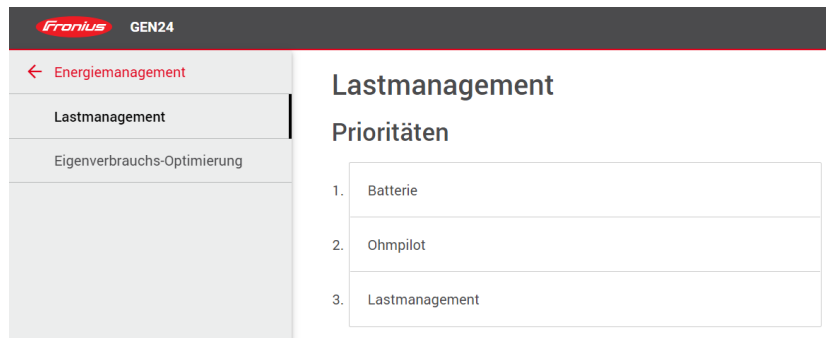 Fronius GEN24
← Energiemanagement
Lastmanagement
Eigenverbrauchs-Optimierung
Lastmanagement
Prioritäten
1. Batterie
2. Ohmpilot
3. Lastmanagement